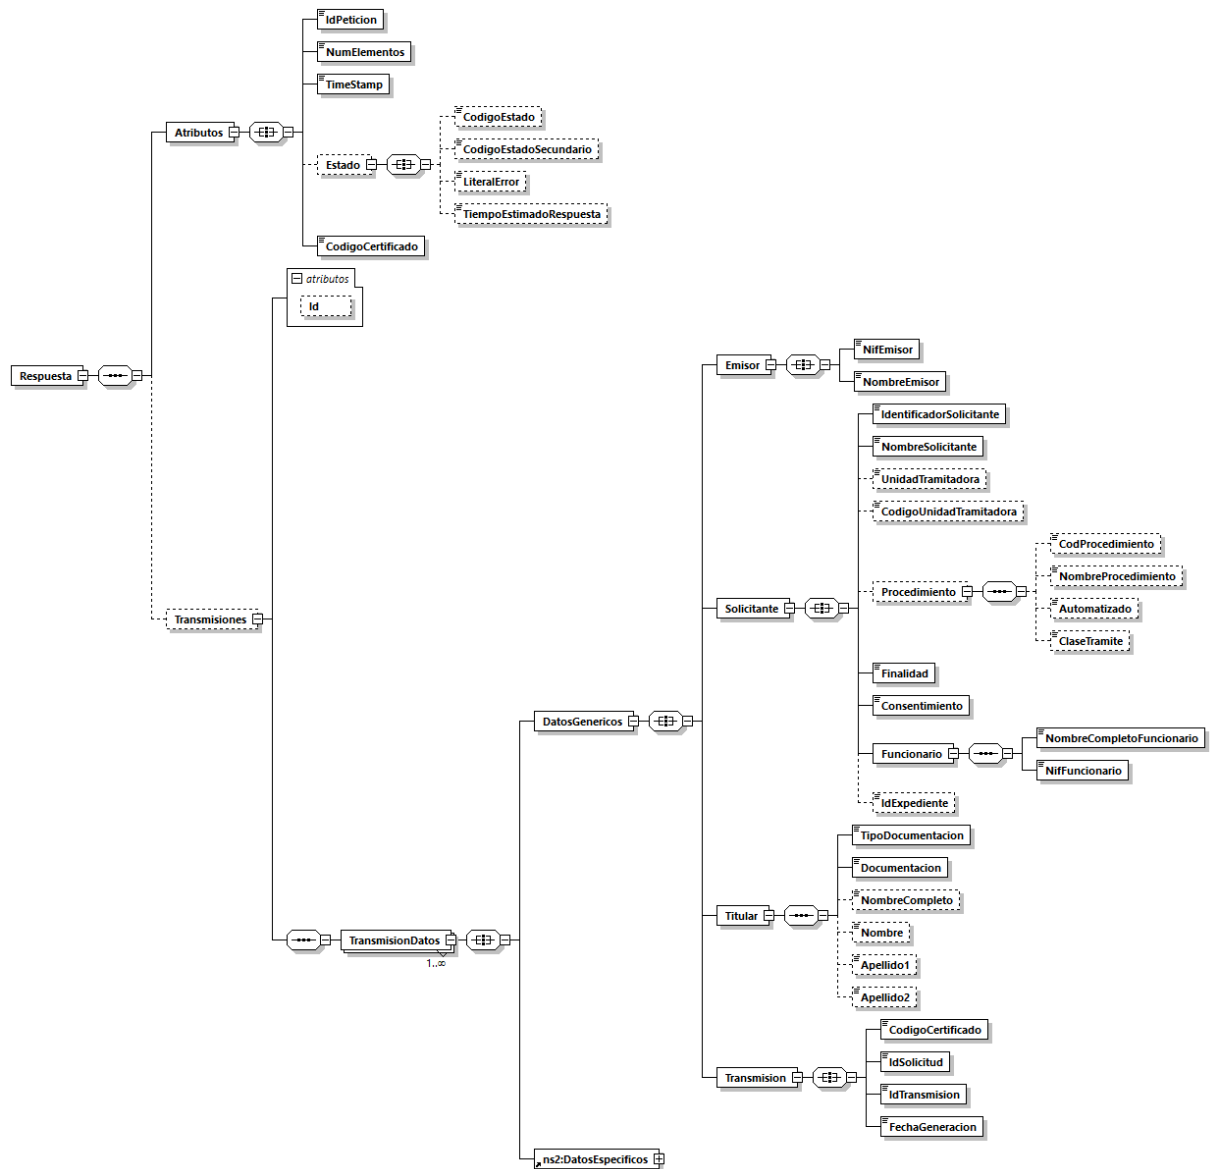 IdPeticion
NumElementos
TimeStamp
CodigoEstado
Atributos
CodigoEstadoSecundario
Estado
LiteralError
TiempoEstimadoRespuesta
CodigoCertificado
atributos
Id
NifEmisor
Emisor
Respuesta
NombreEmisor
IdentificadorSolicitante
NombreSolicitante
UnidadTramitadora
CodigoUnidadTramitadora
CodProcedimiento
NombreProcedimiento
Procedimiento
Solicitante
Automatizado
Transmisiones
ClaseTramite
Finalidad
Consentimiento
DatosGenericos
NombreCompletoFuncionario
Funcionario
NifFuncionario
IdExpediente
TipoDocumentacion
Documentacion
NombreCompleto
Titular
Nombre
TransmisionDatos
1..∞
Apellido1
Apellido2
CodigoCertificado
IdSolicitud
Transmision
IdTransmision
FechaGeneracion
ns2:DatosEspecificos